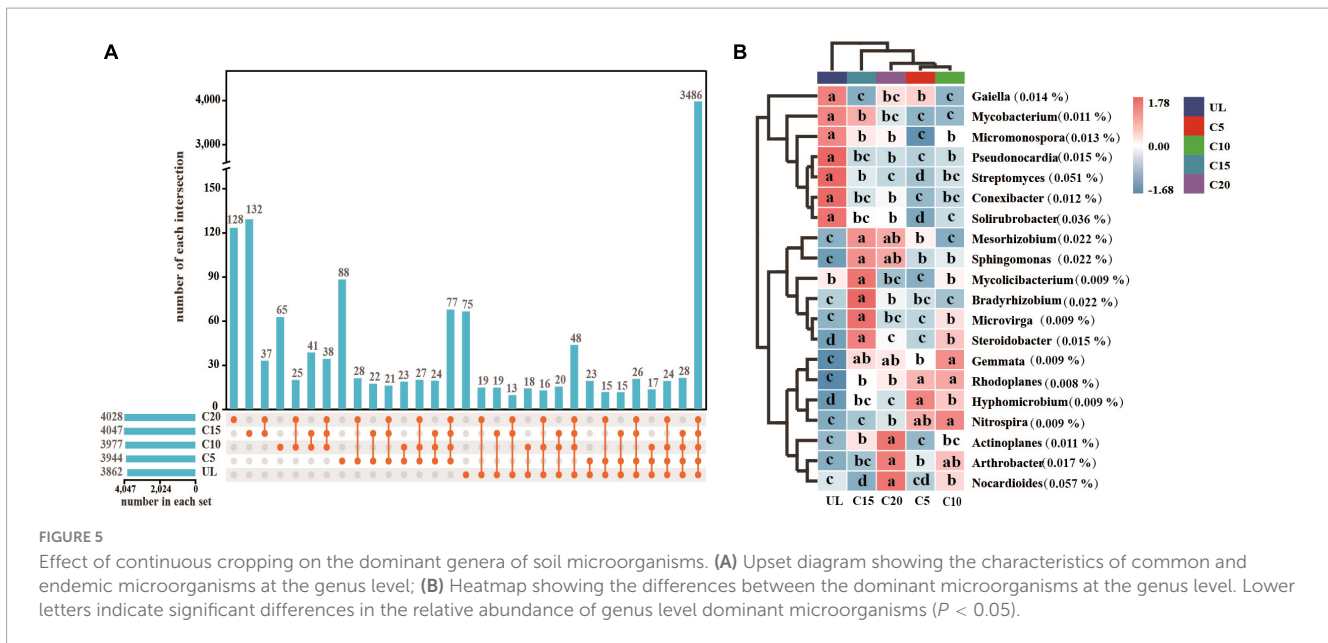 A
B
number of each intersection
4,000
3,000
150
120
90
60
30
0
128
132
37
65
25
41
38
88
28
22
21
23
27
24
77
75
19
19
13
18
16
20
48
23
15
15
26
17
24
28
3486
4028 C20
4047 C15
3977 C10
3944 C5
3862 UL
4,047 2,024 0
number in each set
a c bc b c Gaiella (0.014 %)
a b bc c c Mycobacterium (0.011 %)
a b b c b Micromonospora (0.013 %)
a bc b c b Pseudonocardia (0.015 %)
a b c d bc Streptomyces (0.051 %)
a bc b c bc Conexibacter (0.012 %)
a bc b d c Solirubrobacter (0.036 %)
c a ab b c Mesorhizobium (0.022 %)
c a ab b b Sphingomonas (0.022 %)
b a bc c b Mycolicibacterium (0.009 %)
c a b bc c Bradyrhizobium (0.022 %)
c a bc c b Microvirga (0.009 %)
d a c c b Steroidobacter (0.015 %)
c ab ab b a Gemmata (0.009 %)
c b b a a Rhodoplanes (0.008 %)
d bc c a b Hyphomicrobium (0.009 %)
c c b ab a Nitrospira (0.009 %)
c b a c bc Actinoplanes (0.011 %)
c bc a b ab Arthrobacter (0.017 %)
c d a cd b Nocardioides (0.057 %)
UL C15 C20 C5 C10
1.78
0.00
-1.68
UL
C5
C10
C15
C20
FIGURE 5
Effect of continuous cropping on the dominant genera of soil microorganisms. (A) Upset diagram showing the characteristics of common and
endemic microorganisms at the genus level; (B) Heatmap showing the differences between the dominant microorganisms at the genus level. Lower
letters indicate significant differences in the relative abundance of genus level dominant microorganisms (P < 0.05).